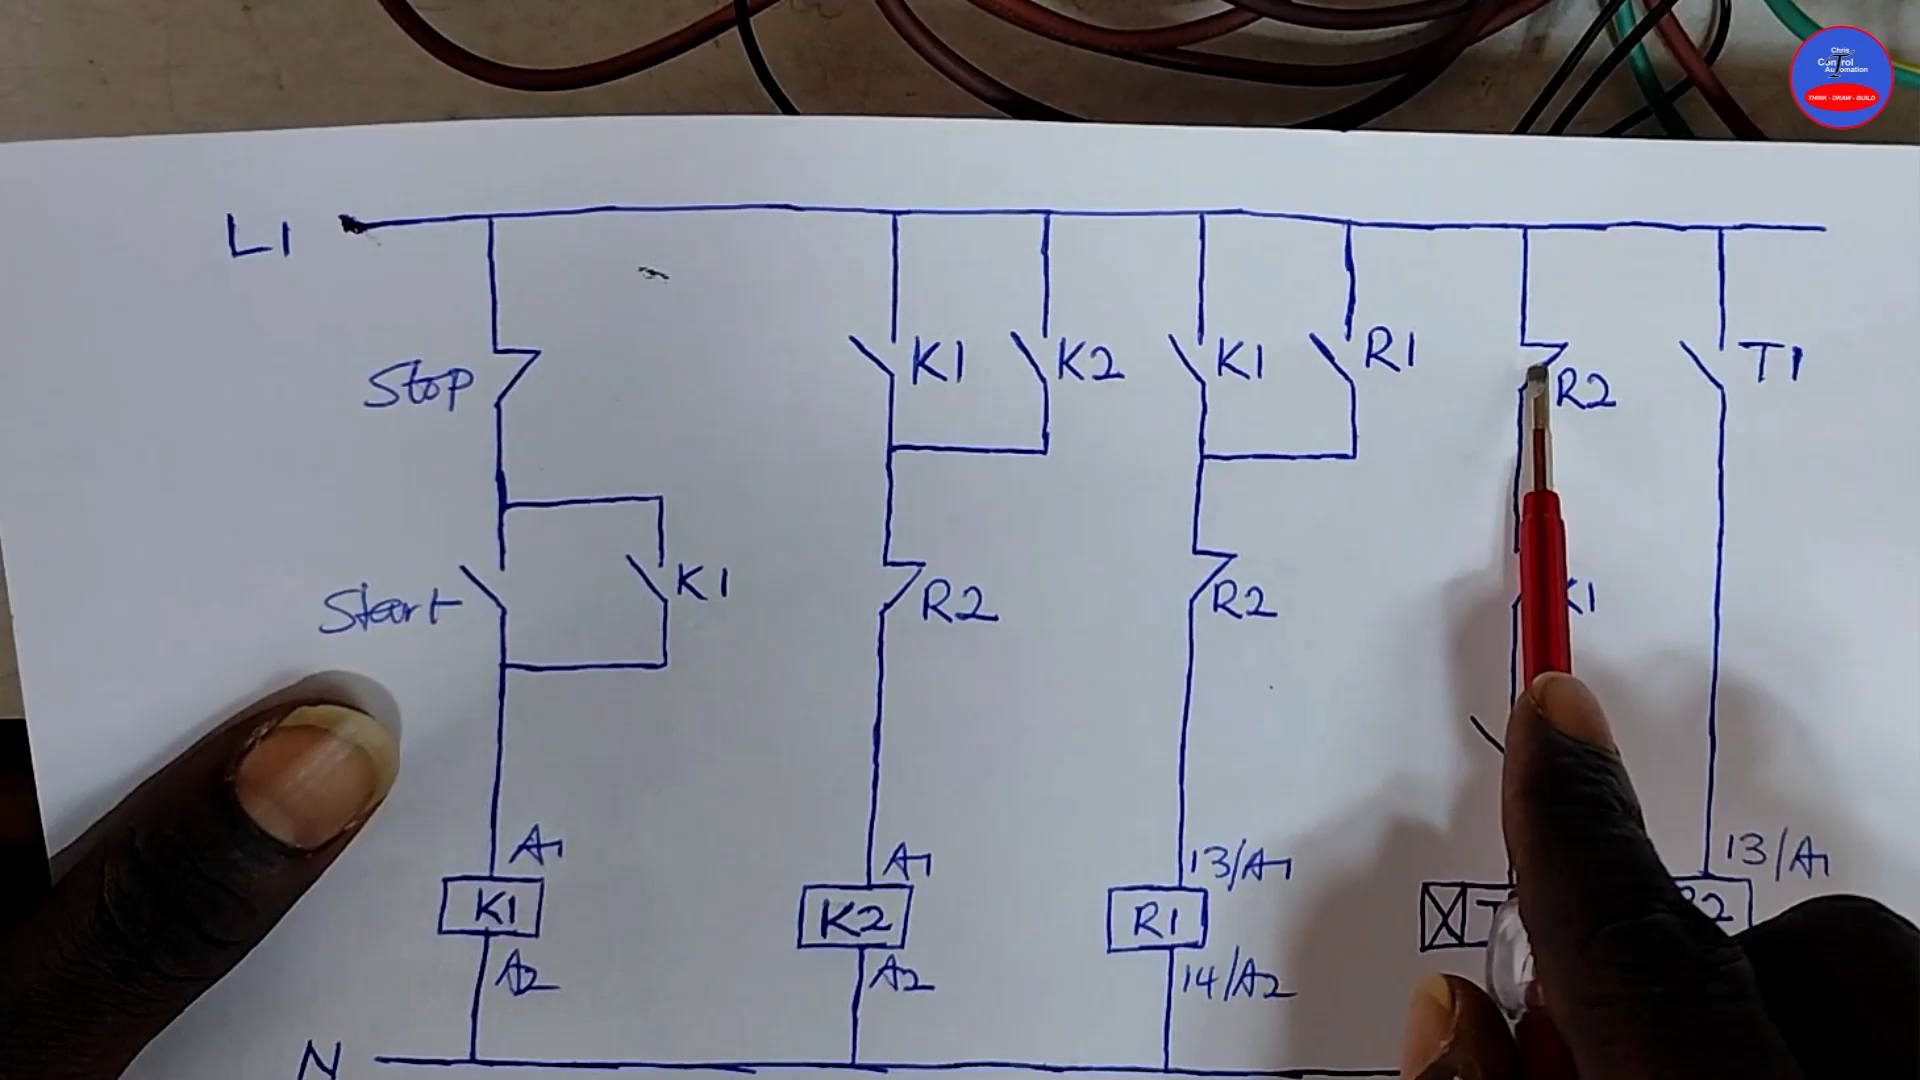 Chris
Control
Automation
THINK - DRAW - BUILD
L1
Stop
K1
K2
K1
R1
R2
T1
Start
K1
R2
R2
K1
A1
A1
13/A1
13/A1
K1
K2
R1
A2
A2
14/A2
N